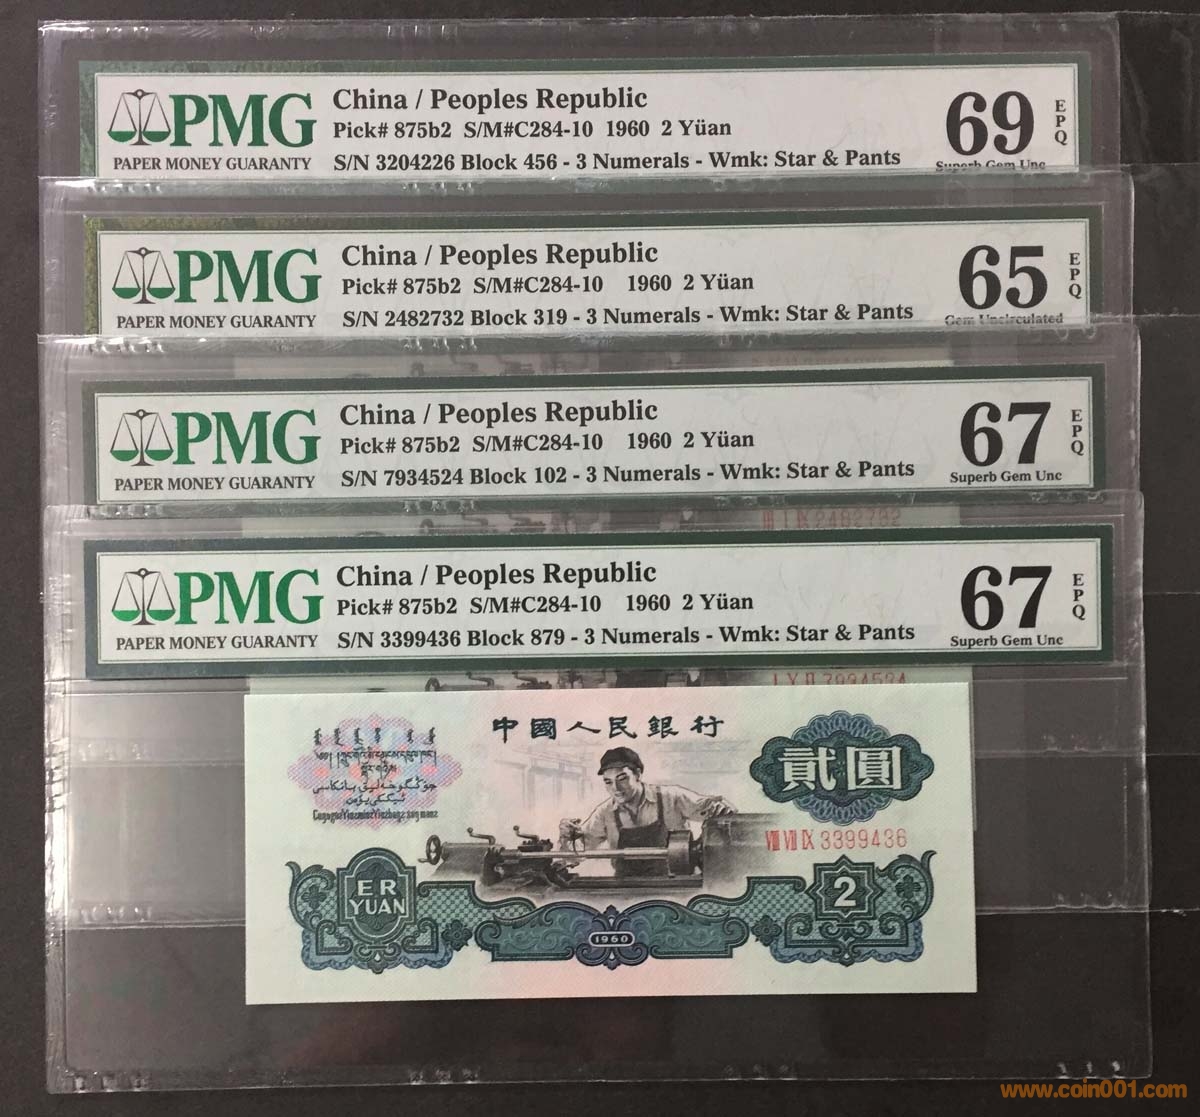 PMG
PAPER MONEY GUARANTY
China / Peoples Republic
Pick# 875b2 S/M#C284-10 1960 2 Yüan
S/N 3204226 Block 456 - 3 Numerals - Wmk: Star & Pants
69
EPQ
Superb Gem Unc
PMG
PAPER MONEY GUARANTY
China / Peoples Republic
Pick# 875b2 S/M#C284-10 1960 2 Yüan
S/N 2482732 Block 319 - 3 Numerals - Wmk: Star & Pants
65
EPQ
Gem Uncirculated
PMG
PAPER MONEY GUARANTY
China / Peoples Republic
Pick# 875b2 S/M#C284-10 1960 2 Yüan
S/N 7934524 Block 102 - 3 Numerals - Wmk: Star & Pants
67
EPQ
Superb Gem Unc
III I IX 2482732
PMG
PAPER MONEY GUARANTY
China / Peoples Republic
Pick# 875b2 S/M#C284-10 1960 2 Yüan
S/N 3399436 Block 879 - 3 Numerals - Wmk: Star & Pants
67
EPQ
Superb Gem Unc
I X II 7934524
中國人民銀行
貳圓
VIII VII IX 3399436
ER
YUAN
2
1960
www.coin001.com